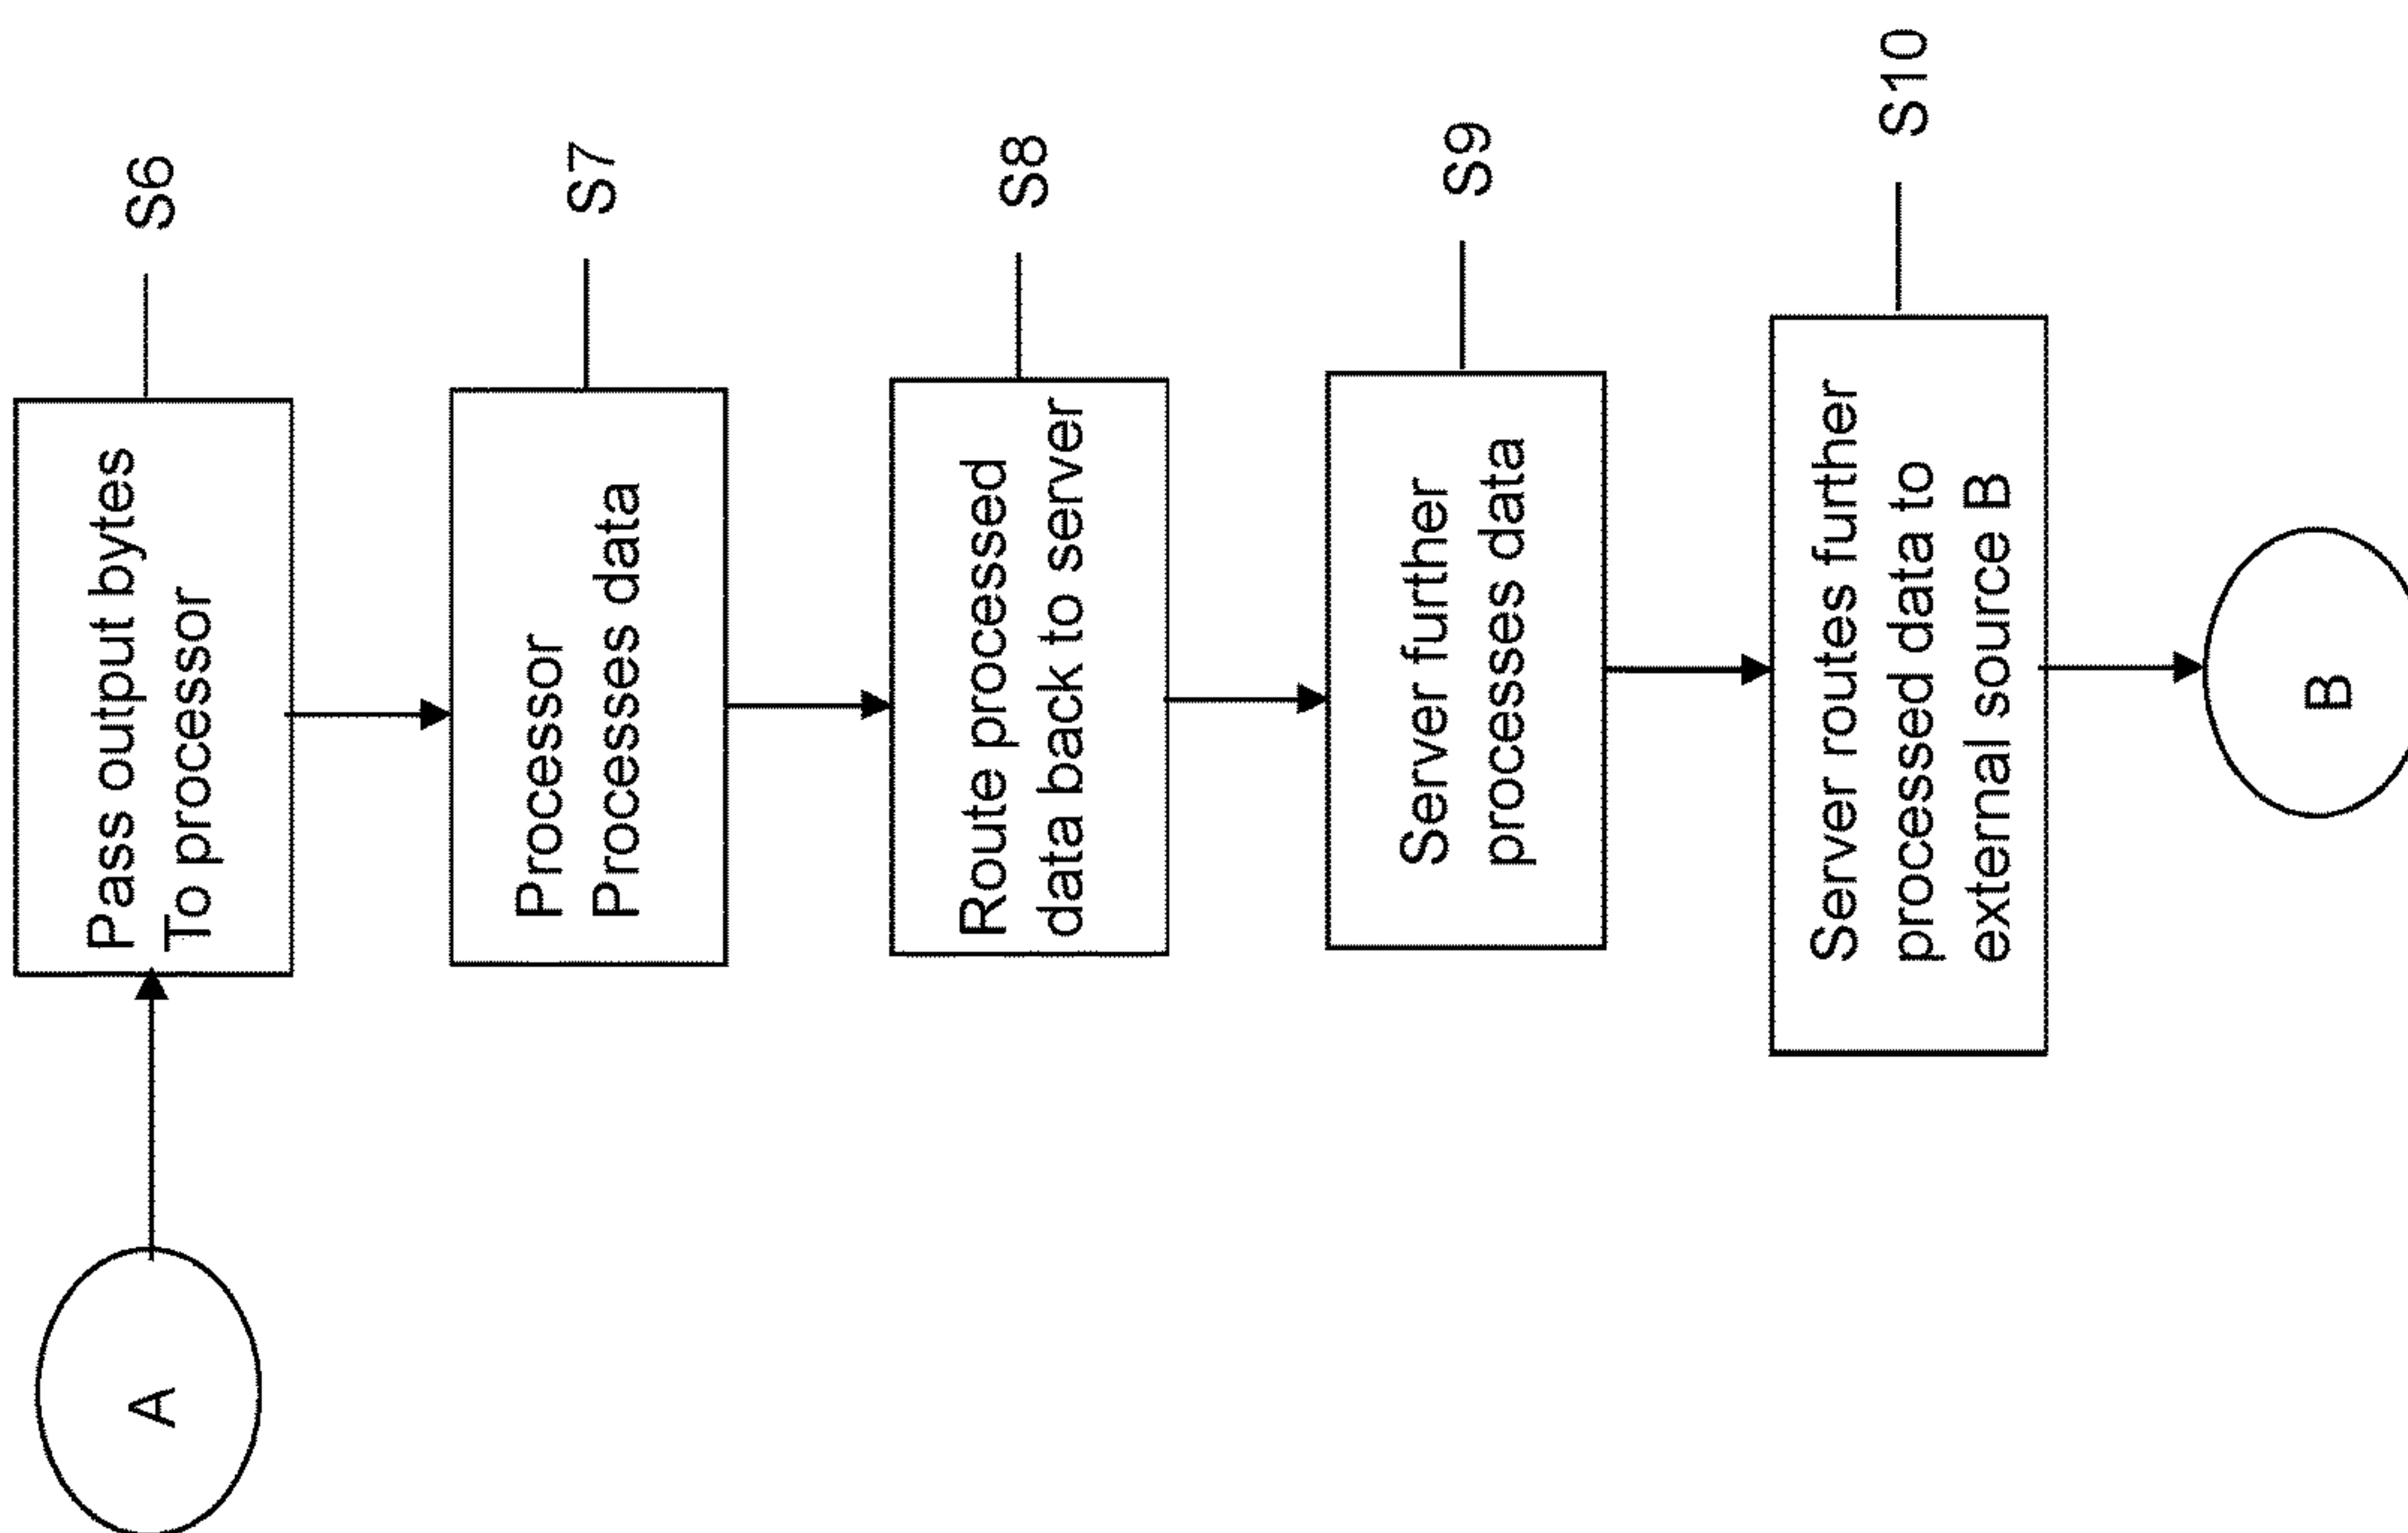 A
Pass output bytes
To processor
S6
Processor
Processes data
S7
Route processed
data back to server
S8
Server further
processes data
S9
Server routes further
processed data to
external source B
S10
B